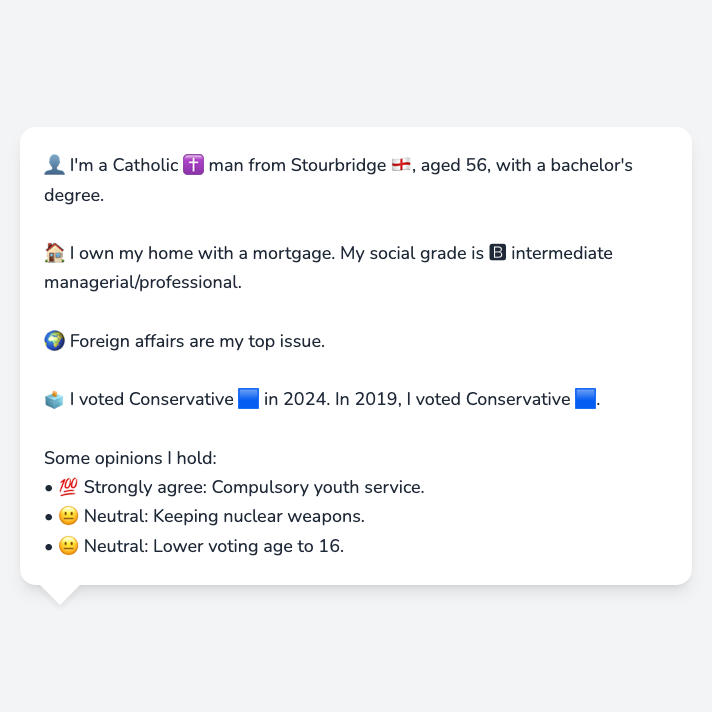 👤 I'm a Catholic ✝️ man from Stourbridge 🏴󠁧󠁢󠁥󠁮󠁧󠁿, aged 56, with a bachelor's
degree.
🏠 I own my home with a mortgage. My social grade is 🅱 intermediate
managerial/professional.
🌍 Foreign affairs are my top issue.
🗳️ I voted Conservative 🟦 in 2024. In 2019, I voted Conservative 🟦.
Some opinions I hold:
• 💯 Strongly agree: Compulsory youth service.
• 😐 Neutral: Keeping nuclear weapons.
• 😐 Neutral: Lower voting age to 16.